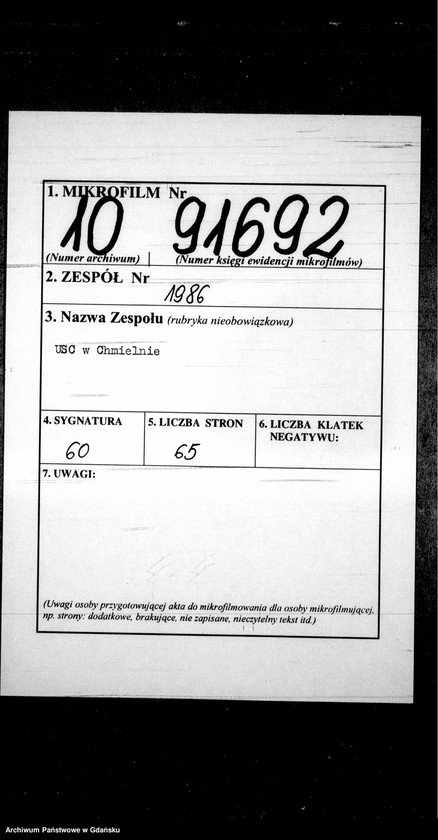 1. MIKROFILM Nr
10 91692
(Numer archiwum) (Numer księgi ewidencji mikrofilmów)
2. ZESPÓŁ Nr
1986
3. Nazwa Zespołu (rubryka nieobowiązkowa)
USC w Chmielnie
4. SYGNATURA 5. LICZBA STRON 6. LICZBA KLATEK
NEGATYWU:
60 65
7. UWAGI:
(Uwagi osoby przygotowującej akta do mikrofilmowania dla osoby mikrofilmującej,
np. strony: dodatkowe, brakujące, nie zapisane, nieczytelny tekst itd.)
Archiwum Państwowe w Gdańsku